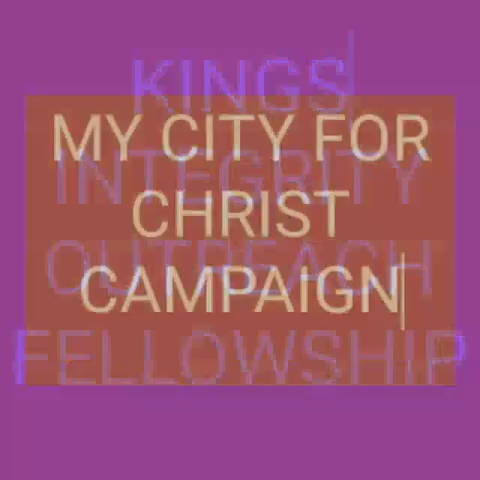 KINGS
MY CITY FOR
INTEGRITY
CHRIST
OUTREACH
CAMPAIGN
FELLOWSHIP